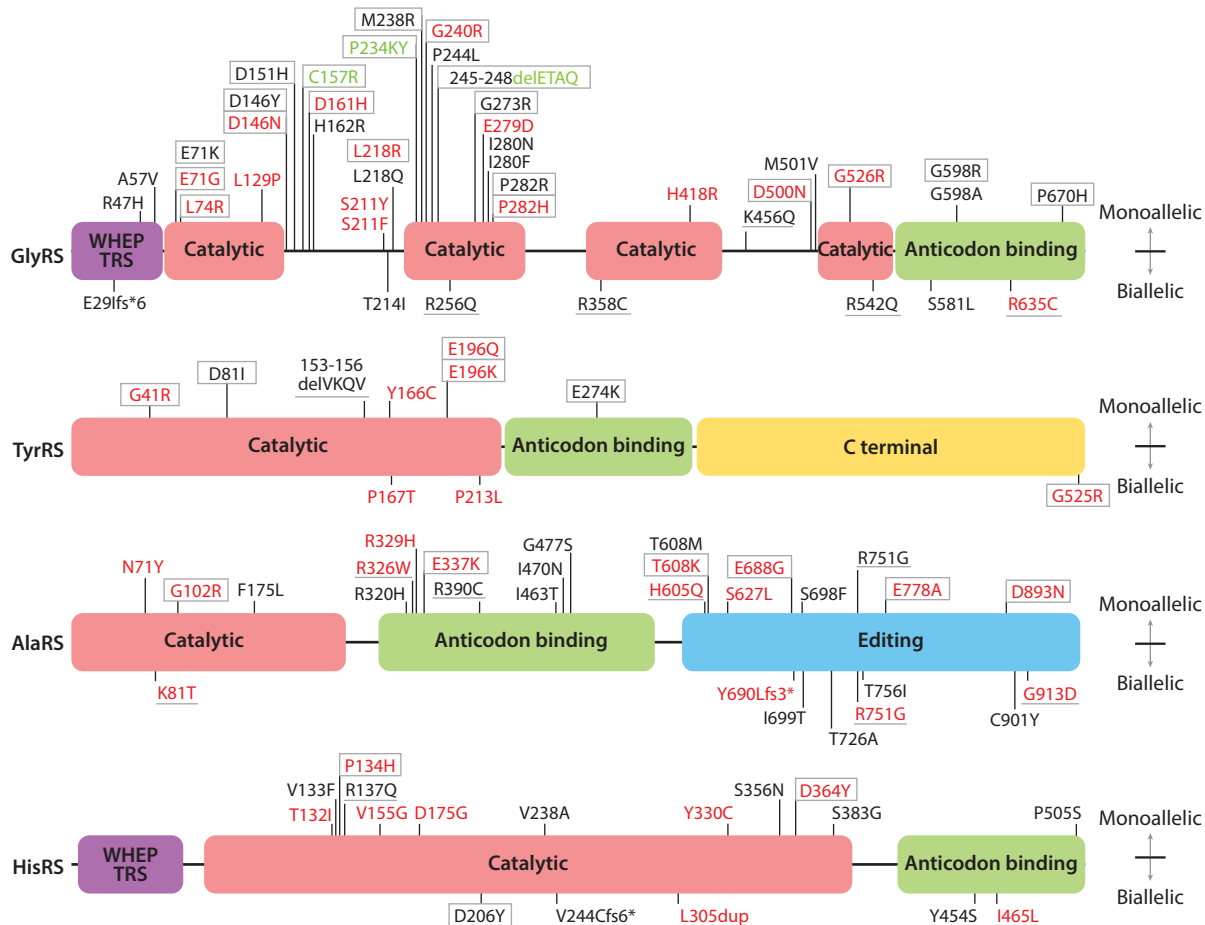 M238R
G240R
P234KY
P244L
D151H
C157R
245-248delETAQ
D146Y
D161H
G273R
D146N
H162R
E279D
E71K
L218R
I280N
M501V
G598R
A57V
E71G
L129P
L218Q
I280F
G526R
G598A
R47H
L74R
S211Y
P282R
H418R
D500N
P670H
S211F
P282H
K456Q
Monoallelic
GlyRS
WHEP
TRS
Catalytic
Catalytic
Catalytic
Catalytic
Anticodon binding
Biallelic
E29Ifs*6
T214I
R256Q
R358C
R542Q
S581L
R635C
E196Q
153-156
delVKQV
E196K
G41R
D81I
Y166C
E274K
Monoallelic
TyrRS
Catalytic
Anticodon binding
C terminal
Biallelic
P167T
P213L
G525R
R329H
G477S
T608M
R751G
N71Y
R326W
E337K
I470N
T608K
E688G
G102R
F175L
R320H
R390C
I463T
H605Q
S627L
S698F
E778A
D893N
Monoallelic
AlaRS
Catalytic
Anticodon binding
Editing
Biallelic
K81T
Y690Lfs3*
T756I
G913D
I699T
R751G
C901Y
T726A
P134H
V133F
R137Q
S356N
D364Y
T132I
V155G
D175G
V238A
Y330C
S383G
P505S
Monoallelic
HisRS
WHEP
TRS
Catalytic
Anticodon binding
Biallelic
D206Y
V244Cfs6*
L305dup
Y454S
I465L